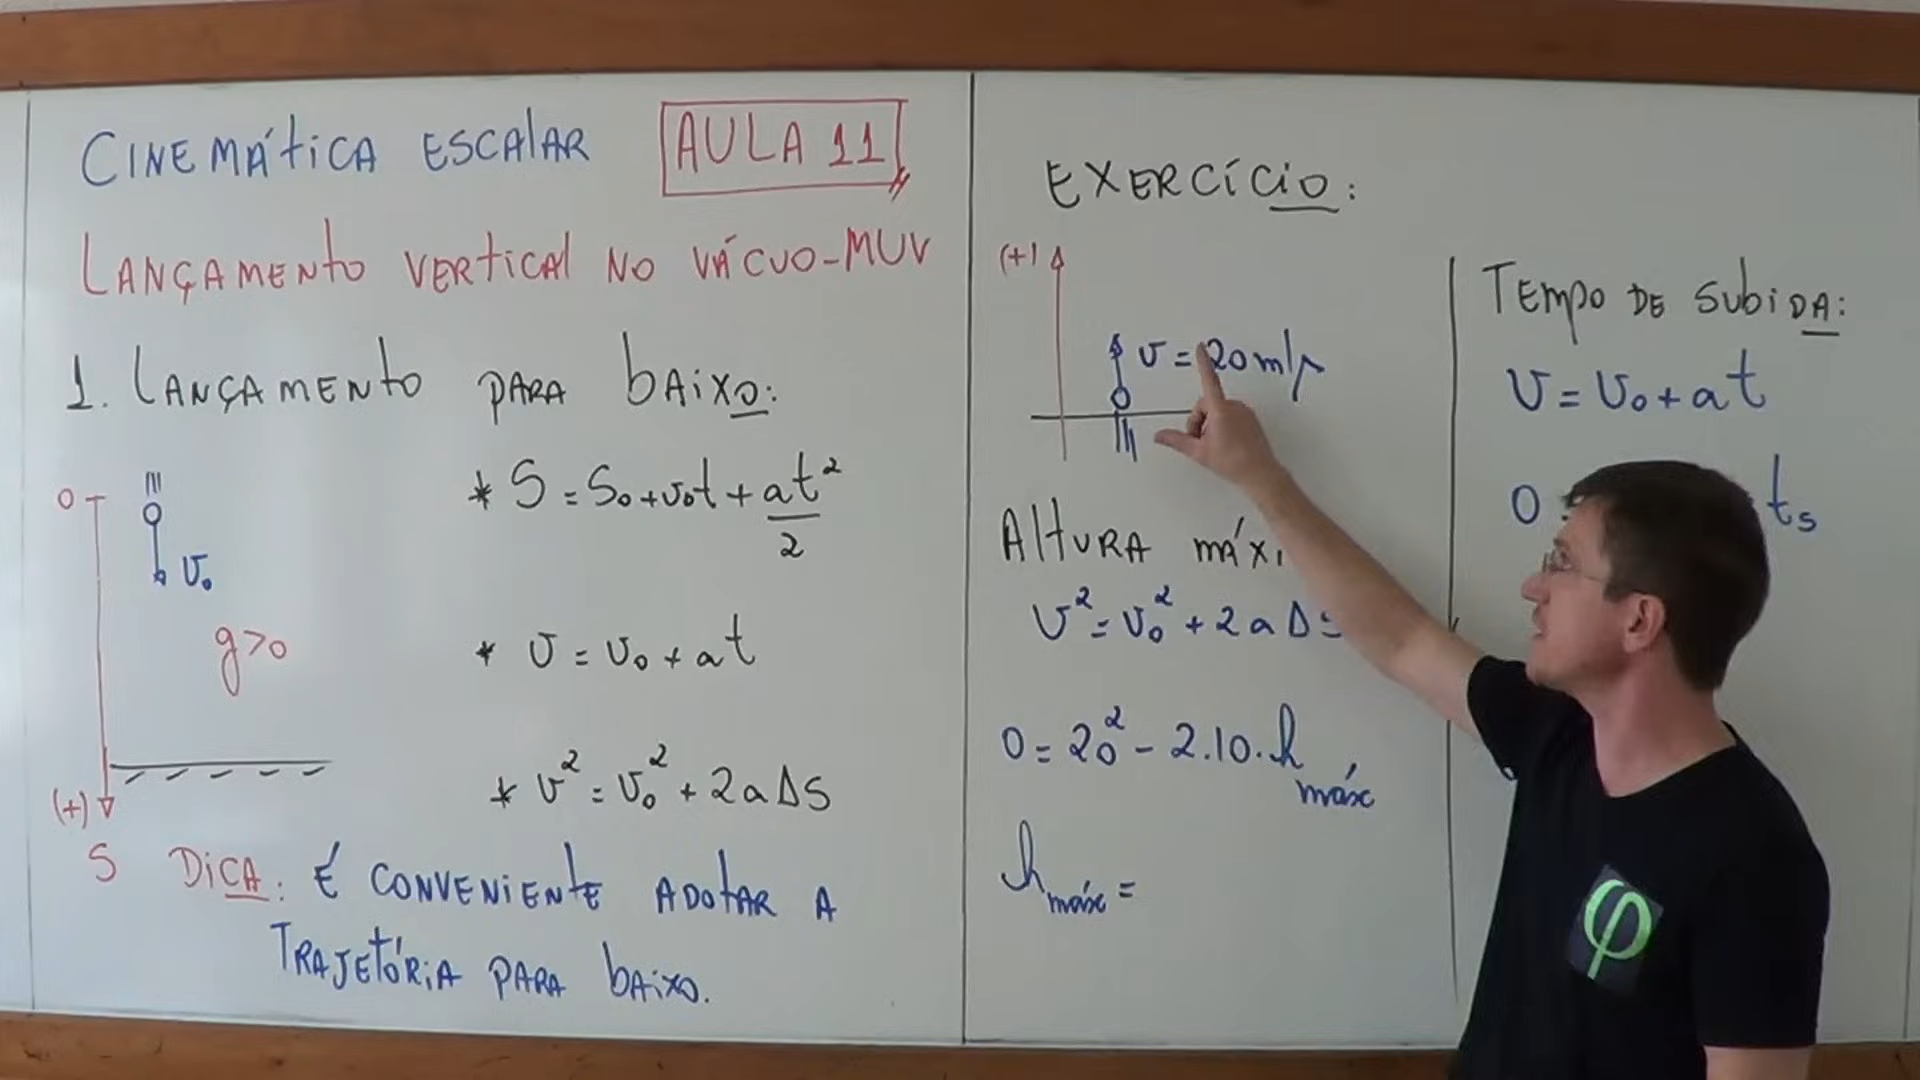 CINEMÁTICA ESCALAR AULA 11
LANÇAMENTO VERTICAL NO VÁCUO-MUV
1. LANÇAMENTO PARA BAIXO:
0
v₀
g>0
(+)
S
* S = S₀+v₀t + at²/2
* v = v₀ + at
* v² = v₀² + 2aΔS
DICA: É CONVENIENTE ADOTAR A
TRAJETÓRIA PARA BAIXO.
EXERCÍCIO:
(+)
v = 20m/s
ALTURA MÁXI
v² = v₀² + 2aΔS
0 = 20² - 2.10.h máx
h máx =
TEMPO DE SUBIDA:
v = v₀ + at
0 = ts
φ